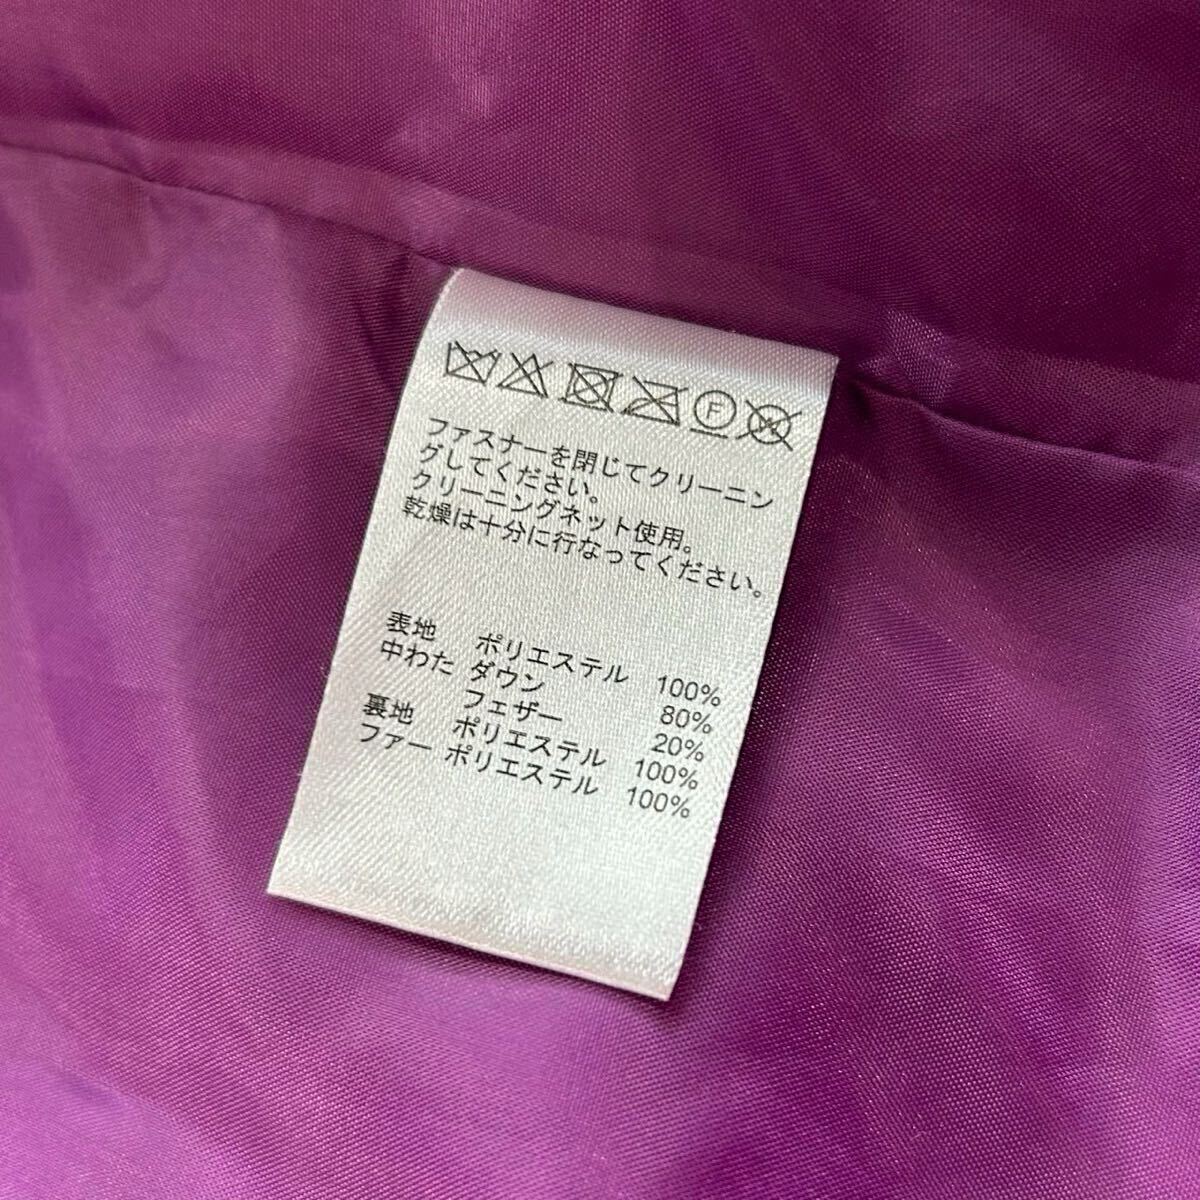 F W
ファスナーを閉じてクリーニン
グしてください。
クリーニングネット使用。
乾燥は十分に行なってください。
表地 ポリエステル 100%
中わた ダウン 80%
フェザー 20%
裏地 ポリエステル 100%
ファー ポリエステル 100%